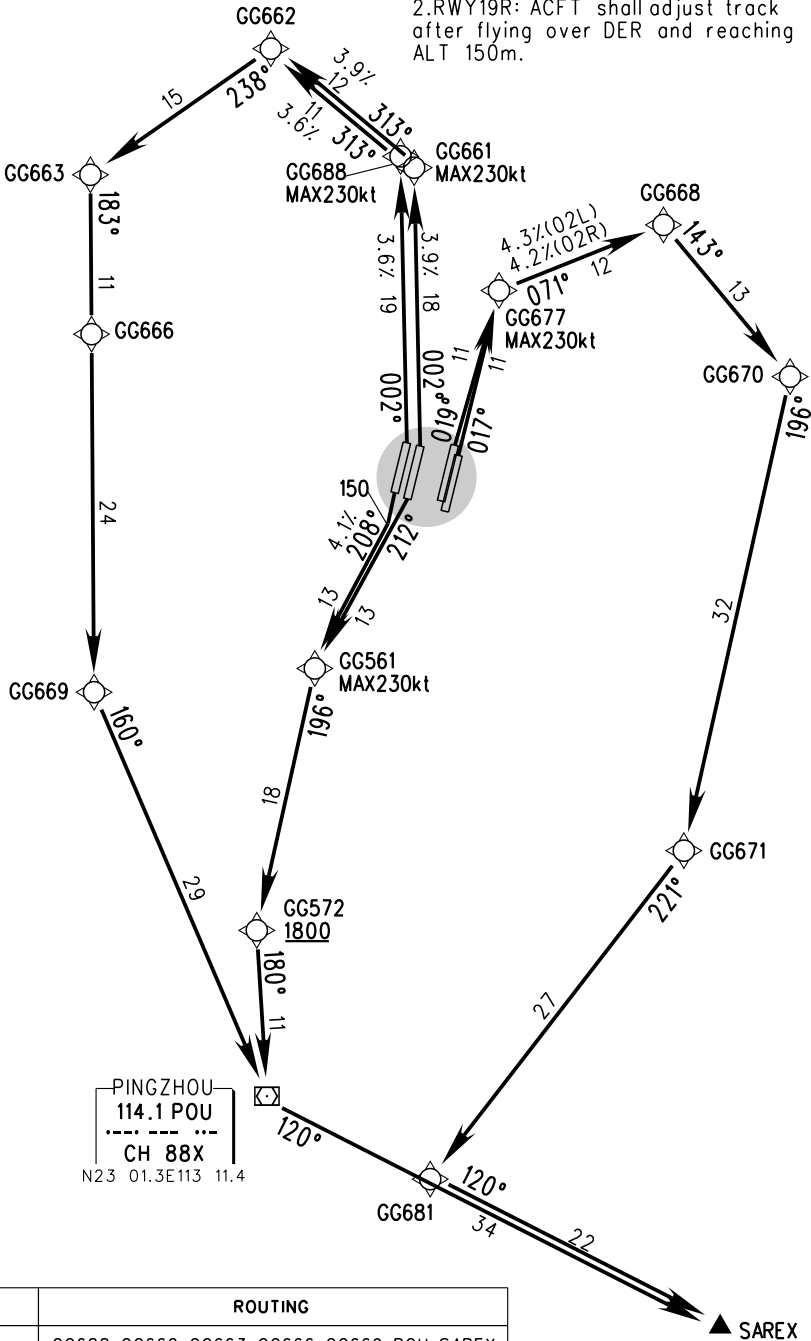 2.RWY19R: ACFT shall adjust track
after flying over DER and reaching
ALT 150m.
GG662
15
238°
3.9%
12
313°
11
3.6%
313°
GG663
183°
GG688
MAX230kt
GG661
MAX230kt
GG668
4.3%(02L)
4.2%(02R)
12
071°
143°
13
11
3.6%
19
3.9%
18
GG666
GG677
MAX230kt
11
11
GG670
196°
002°
002°
019°
017°
24
150
4.1%
208°
212°
13
13
32
GG561
MAX230kt
196°
GG669
160°
18
29
GG572
1800
180°
11
GG671
221°
27
PINGZHOU
114.1 POU
CH 88X
N23 01.3E113 11.4
120°
GG681
120°
34
22
SAREX
ROUTING